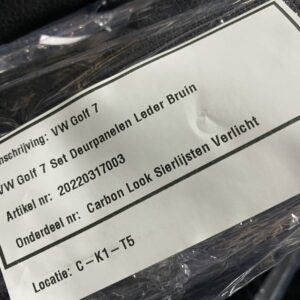 nschrijving: VW Golf 7
VW Golf 7 Set Deurpanelen Leder Bruin
Artikel nr: 20220317003
Onderdeel nr: Carbon Look Sierlijsten Verlicht
Locatie: C-K1-T5